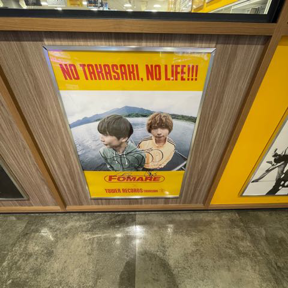 NO TAKASAKI, NO LIFE!!!
FOMARE
TOWER RECORDS